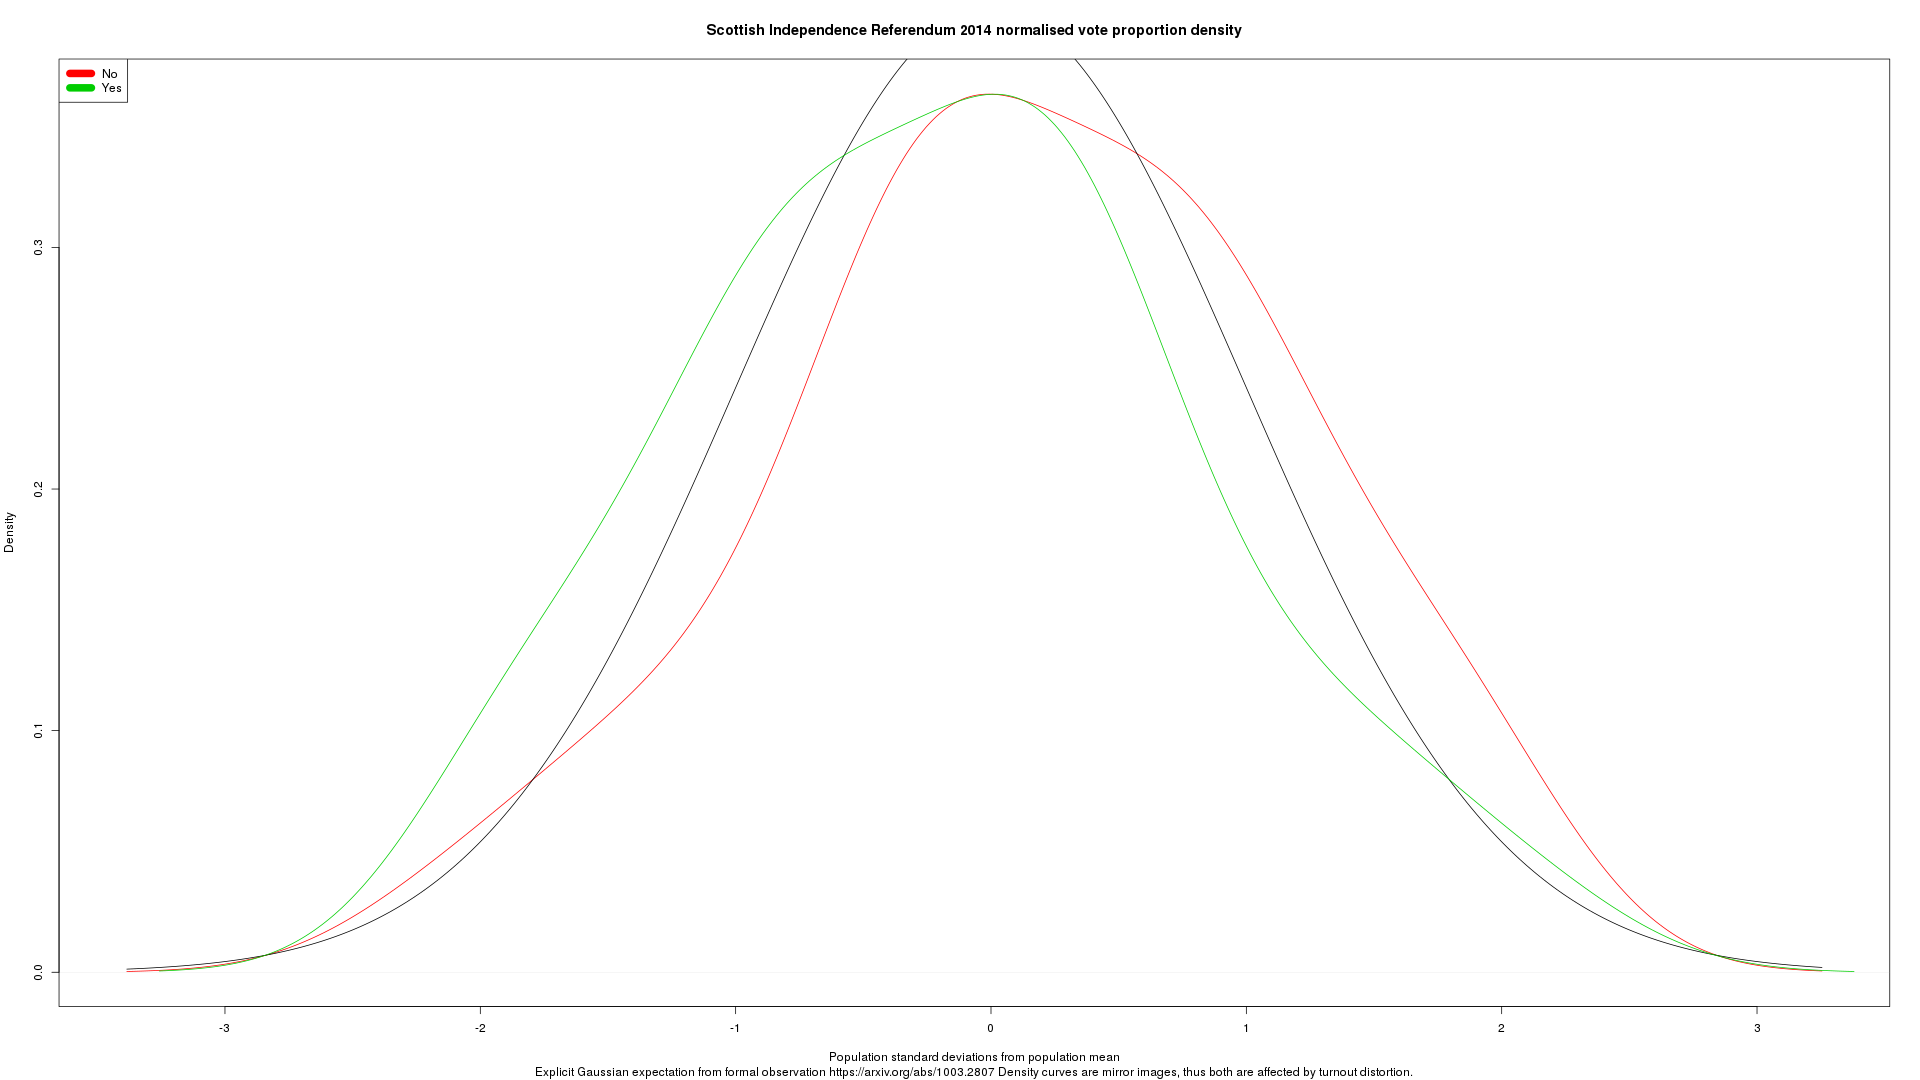 Scottish Independence Referendum 2014 normalised vote proportion density
No
Yes
Density
0.3
0.2
0.1
0.0
-3 -2 -1 0 1 2 3
Population standard deviations from population mean
Explicit Gaussian expectation from formal observation https://arxiv.org/abs/1003.2807 Density curves are mirror images, thus both are affected by turnout distortion.